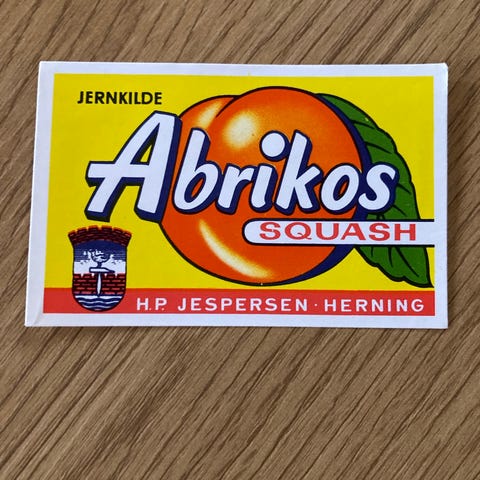 JERNKILDE
Abrikos
SQUASH
H.P. JESPERSEN · HERNING